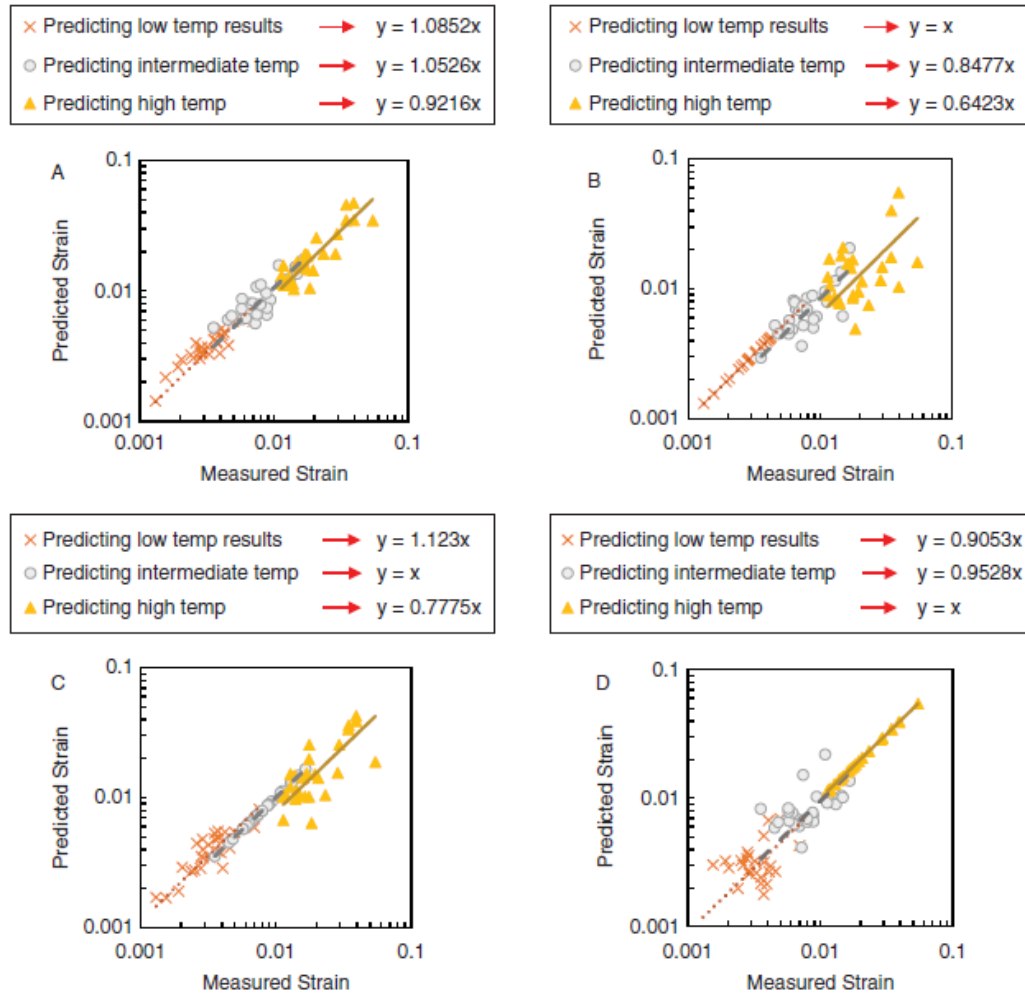 Predicting low temp results y = 1.0852x
Predicting intermediate temp y = 1.0526x
Predicting high temp y = 0.9216x
A
0.1
0.01
0.001
Predicted Strain
0.001 0.01 0.1
Measured Strain
Predicting low temp results y = x
Predicting intermediate temp y = 0.8477x
Predicting high temp y = 0.6423x
B
0.1
0.01
0.001
Predicted Strain
0.001 0.01 0.1
Measured Strain
Predicting low temp results y = 1.123x
Predicting intermediate temp y = x
Predicting high temp y = 0.7775x
C
0.1
0.01
0.001
Predicted Strain
0.001 0.01 0.1
Measured Strain
Predicting low temp results y = 0.9053x
Predicting intermediate temp y = 0.9528x
Predicting high temp y = x
D
0.1
0.01
0.001
Predicted Strain
0.001 0.01 0.1
Measured Strain